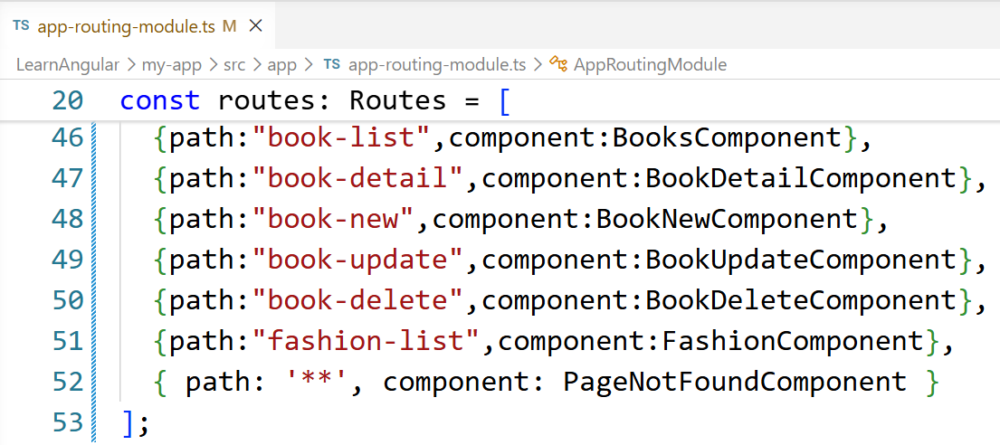 TS app-routing-module.ts M ×
LearnAngular > my-app > src > app > TS app-routing-module.ts > AppRoutingModule
20 const routes: Routes = [
46 {path:"book-list",component:BooksComponent},
47 {path:"book-detail",component:BookDetailComponent},
48 {path:"book-new",component:BookNewComponent},
49 {path:"book-update",component:BookUpdateComponent},
50 {path:"book-delete",component:BookDeleteComponent},
51 {path:"fashion-list",component:FashionComponent},
52 { path: '**', component: PageNotFoundComponent }
53 ];